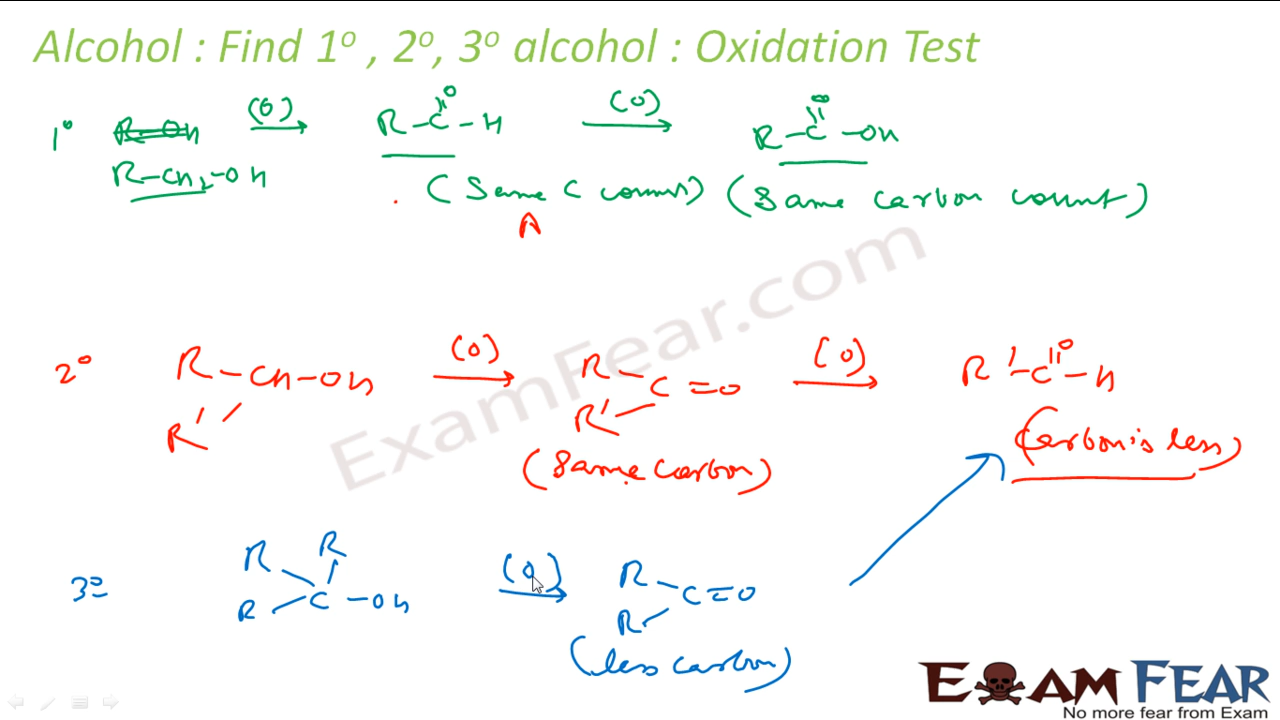 Alcohol : Find 1° , 2°, 3° alcohol : Oxidation Test
1° R-OH (O) R-C(=O)-H (O) R-C(=O)-OH
R-CH2-OH
(Same C count) (Same carbon count)
A
ExamFear.com
2° R R' CH-OH (O) R R' C=O (O) R'-C(=O)-H
(Same carbon) (Carbon is less)
3° R R R C-OH (O) R R C=O
(less carbon)
EXAM FEAR
No more fear from Exam